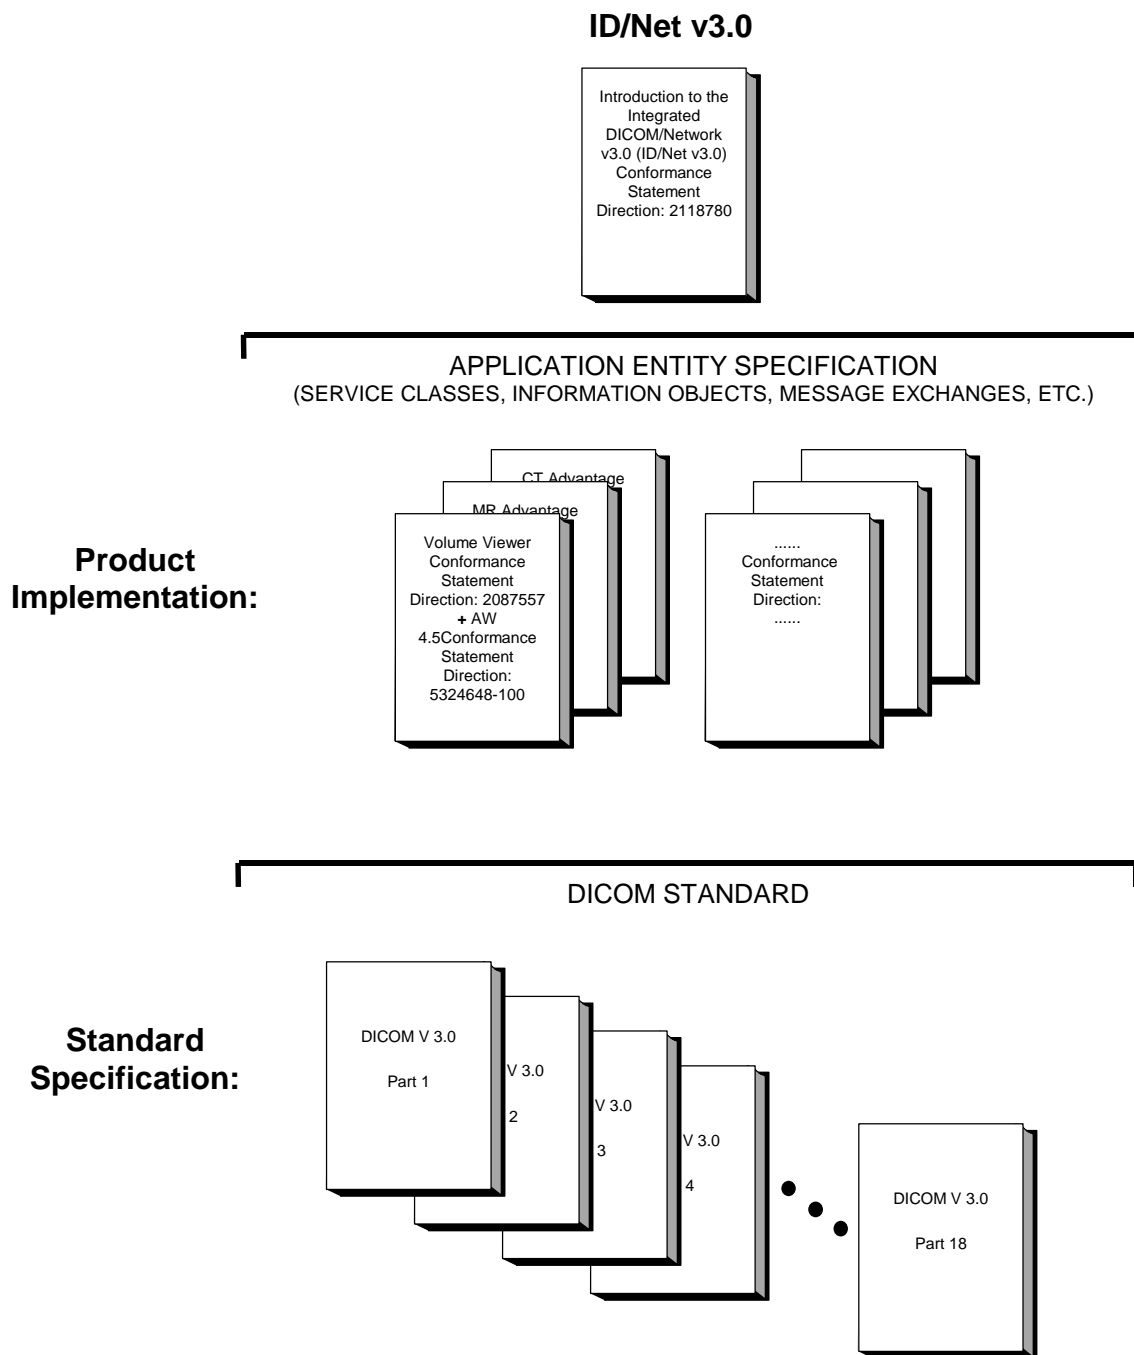 ID/Net v3.0
Introduction to the
Integrated
DICOM/Network
v3.0 (ID/Net v3.0)
Conformance
Statement
Direction: 2118780
APPLICATION ENTITY SPECIFICATION
(SERVICE CLASSES, INFORMATION OBJECTS, MESSAGE EXCHANGES, ETC.)
Product
Implementation:
CT Advantage
MR Advantage
Volume Viewer
Conformance
Statement
Direction: 2087557
+ AW
4.5Conformance
Statement
Direction:
5324648-100
......
Conformance
Statement
Direction:
......
DICOM STANDARD
Standard
Specification:
DICOM V 3.0
Part 1
V 3.0
2
V 3.0
3
V 3.0
4
DICOM V 3.0
Part 18